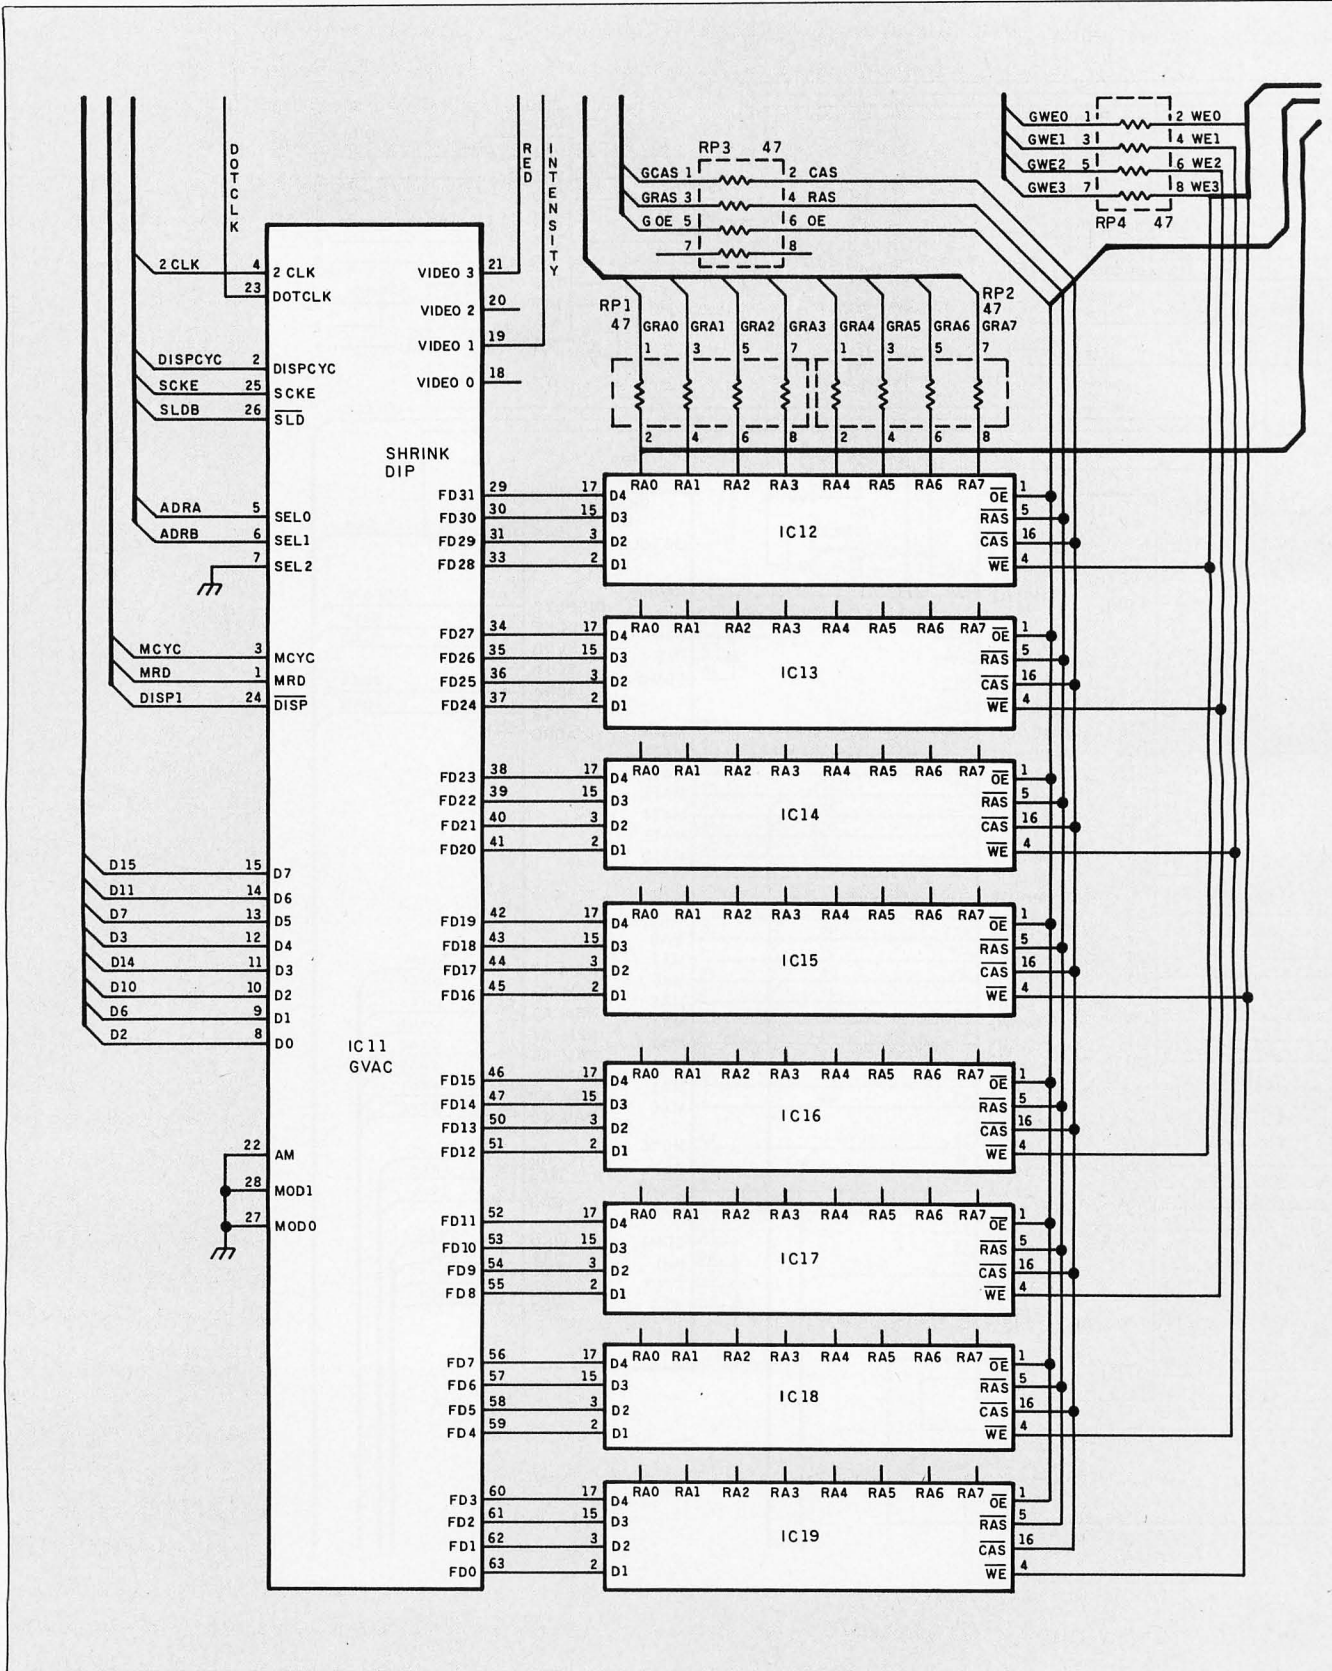 DOTCLK
RED
INTENSITY
RP3 47
GCAS 1 2 CAS
GRAS 3 4 RAS
G OE 5 6 OE
7 8
GWE0 1 2 WE0
GWE1 3 4 WE1
GWE2 5 6 WE2
GWE3 7 8 WE3
RP4 47
2 CLK 4 2 CLK
23 DOTCLK
DISPCYC 2 DISPCYC
SCKE 25 SCKE
SLDB 26 SLD
ADRA 5 SEL0
ADRB 6 SEL1
7 SEL2
MCYC 3 MCYC
MRD 1 MRD
DISP1 24 DISP
D15 15 D7
D11 14 D6
D7 13 D5
D3 12 D4
D14 11 D3
D10 10 D2
D6 9 D1
D2 8 D0
22 AM
28 MOD1
27 MOD0
SHRINK
DIP
IC11
GVAC
VIDEO 3 21
VIDEO 2 20
VIDEO 1 19
VIDEO 0 18
RP1
47
RP2
47
GRA0 GRA1 GRA2 GRA3 GRA4 GRA5 GRA6 GRA7
1 3 5 7 1 3 5 7
2 4 6 8 2 4 6 8
RA0 RA1 RA2 RA3 RA4 RA5 RA6 RA7
FD31 29 17 D4 OE 1
FD30 30 15 D3 RAS 5
IC12
FD29 31 3 D2 CAS 16
FD28 33 2 D1 WE 4
RA0 RA1 RA2 RA3 RA4 RA5 RA6 RA7
FD27 34 17 D4 OE 1
FD26 35 15 D3 RAS 5
IC13
FD25 36 3 D2 CAS 16
FD24 37 2 D1 WE 4
RA0 RA1 RA2 RA3 RA4 RA5 RA6 RA7
FD23 38 17 D4 OE 1
FD22 39 15 D3 RAS 5
IC14
FD21 40 3 D2 CAS 16
FD20 41 2 D1 WE 4
RA0 RA1 RA2 RA3 RA4 RA5 RA6 RA7
FD19 42 17 D4 OE 1
FD18 43 15 D3 RAS 5
IC15
FD17 44 3 D2 CAS 16
FD16 45 2 D1 WE 4
RA0 RA1 RA2 RA3 RA4 RA5 RA6 RA7
FD15 46 17 D4 OE 1
FD14 47 15 D3 RAS 5
IC16
FD13 50 3 D2 CAS 16
FD12 51 2 D1 WE 4
RA0 RA1 RA2 RA3 RA4 RA5 RA6 RA7
FD11 52 17 D4 OE 1
FD10 53 15 D3 RAS 5
IC17
FD9 54 3 D2 CAS 16
FD8 55 2 D1 WE 4
RA0 RA1 RA2 RA3 RA4 RA5 RA6 RA7
FD7 56 17 D4 OE 1
FD6 57 15 D3 RAS 5
IC18
FD5 58 3 D2 CAS 16
FD4 59 2 D1 WE 4
RA0 RA1 RA2 RA3 RA4 RA5 RA6 RA7
FD3 60 17 D4 OE 1
FD2 61 15 D3 RAS 5
IC19
FD1 62 3 D2 CAS 16
FD0 63 2 D1 WE 4